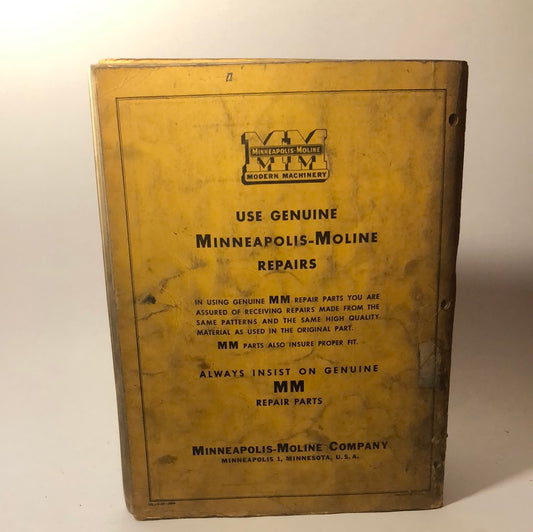 MM
MINNEAPOLIS-MOLINE
MODERN MACHINERY
USE GENUINE
MINNEAPOLIS-MOLINE
REPAIRS
IN USING GENUINE MM REPAIR PARTS YOU ARE
ASSURED OF RECEIVING REPAIRS MADE FROM THE
SAME PATTERNS AND THE SAME HIGH QUALITY
MATERIAL AS USED IN THE ORIGINAL PART.
MM PARTS ALSO INSURE PROPER FIT.
ALWAYS INSIST ON GENUINE
MM
REPAIR PARTS
MINNEAPOLIS-MOLINE COMPANY
MINNEAPOLIS 1, MINNESOTA, U.S.A.